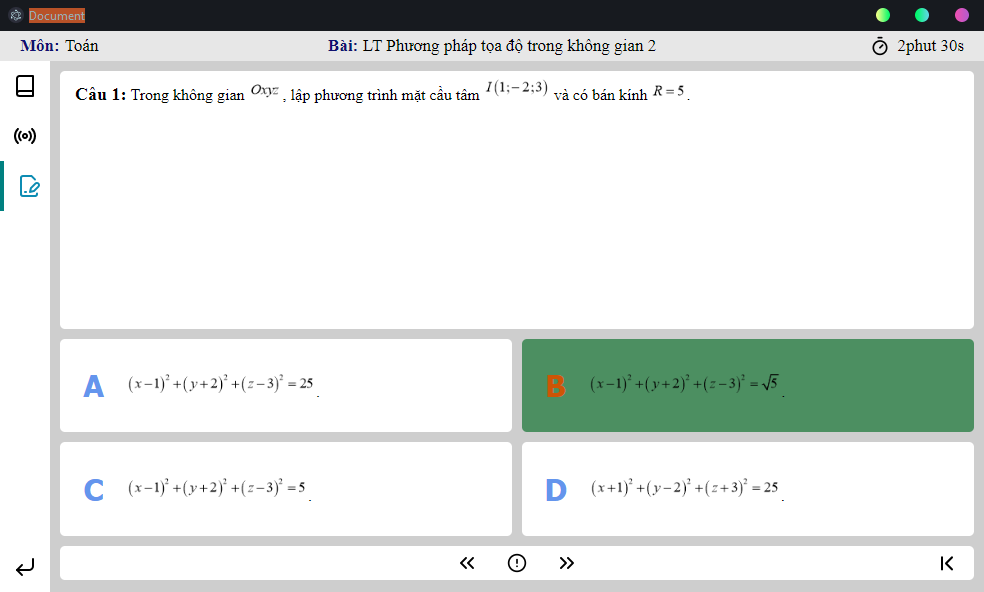 Document
Môn: Toán Bài: LT Phương pháp tọa độ trong không gian 2 2phut 30s
Câu 1: Trong không gian Oxyz , lập phương trình mặt cầu tâm I(1;−2;3) và có bán kính R = 5 .
A (x−1)² +(y+2)² +(z−3)² = 25 .
B (x−1)² +(y+2)² +(z−3)² = √5 .
C (x−1)² +(y+2)² +(z−3)² = 5 .
D (x+1)² +(y−2)² +(z+3)² = 25 .